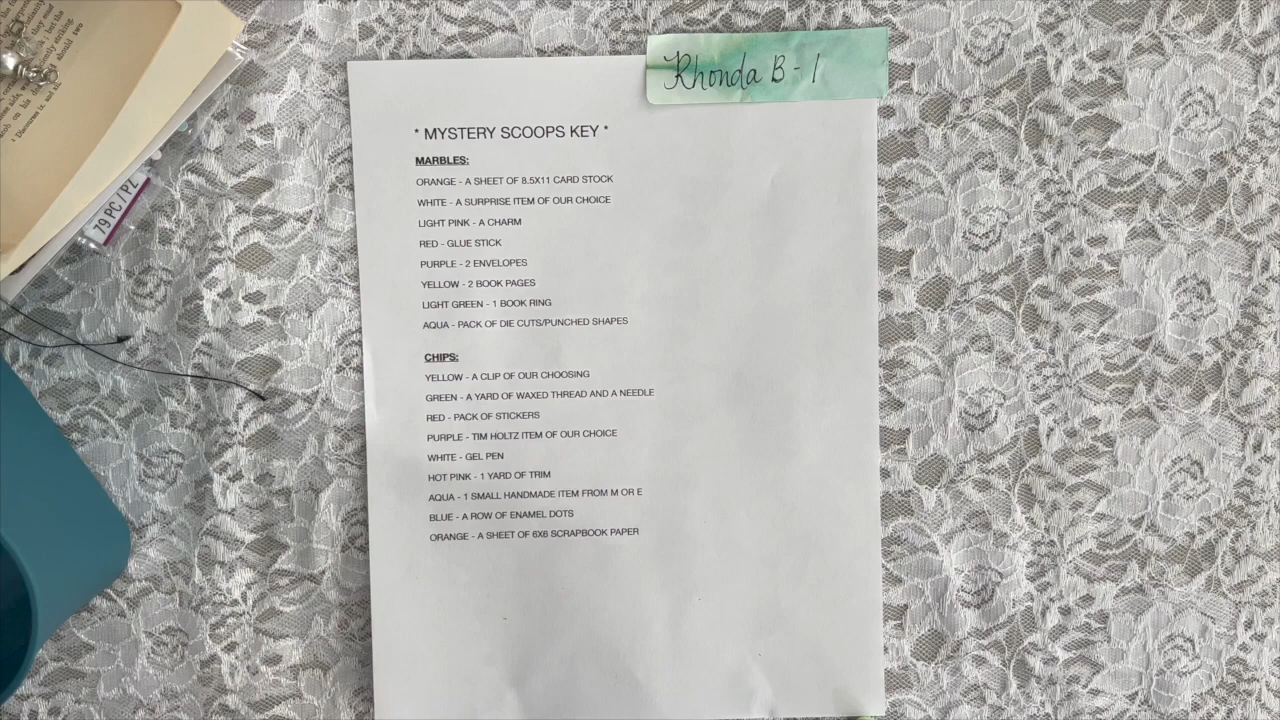 Rhonda B - 1
* MYSTERY SCOOPS KEY *
MARBLES:
ORANGE - A SHEET OF 8.5X11 CARD STOCK
WHITE - A SURPRISE ITEM OF OUR CHOICE
LIGHT PINK - A CHARM
RED - GLUE STICK
PURPLE - 2 ENVELOPES
YELLOW - 2 BOOK PAGES
LIGHT GREEN - 1 BOOK RING
AQUA - PACK OF DIE CUTS/PUNCHED SHAPES
CHIPS:
YELLOW - A CLIP OF OUR CHOOSING
GREEN - A YARD OF WAXED THREAD AND A NEEDLE
RED - PACK OF STICKERS
PURPLE - TIM HOLTZ ITEM OF OUR CHOICE
WHITE - GEL PEN
HOT PINK - 1 YARD OF TRIM
AQUA - 1 SMALL HANDMADE ITEM FROM M OR E
BLUE - A ROW OF ENAMEL DOTS
ORANGE - A SHEET OF 6X6 SCRAPBOOK PAPER
79 PC / PZ